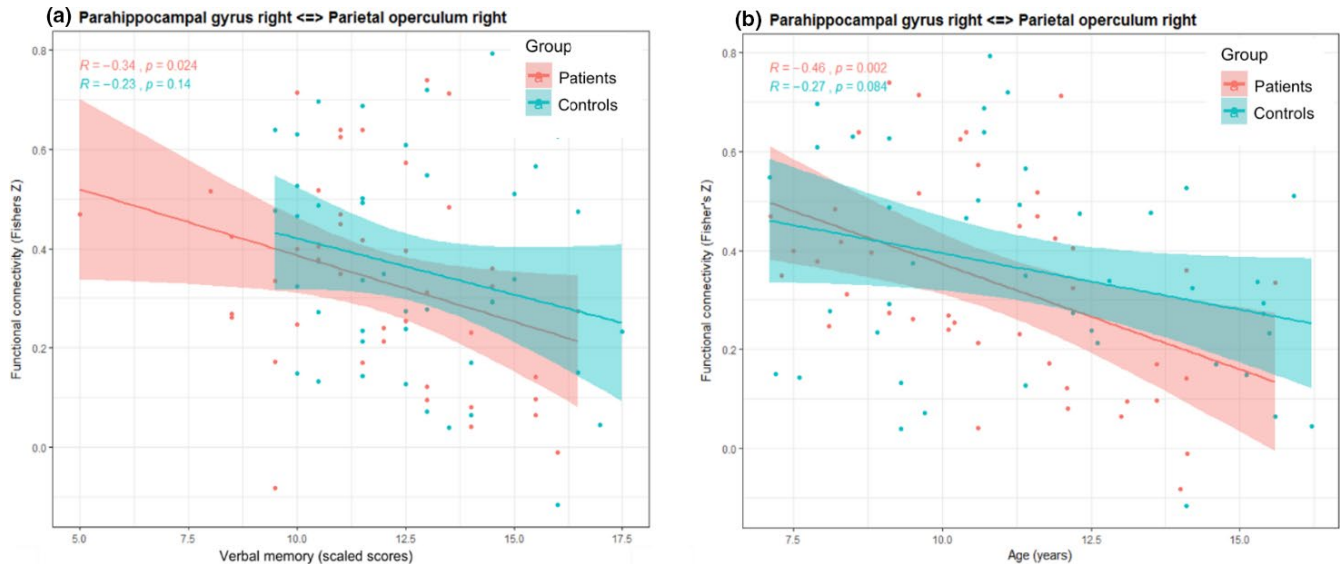 (a)
Parahippocampal gyrus right <=> Parietal operculum right
0.8
0.6
0.4
0.2
0.0
Functional connectivity (Fishers Z)
R = −0.34 , p = 0.024
R = −0.23 , p = 0.14
Group
Patients
Controls
5.0 7.5 10.0 12.5 15.0 17.5
Verbal memory (scaled scores)
(b)
Parahippocampal gyrus right <=> Parietal operculum right
0.8
0.6
0.4
0.2
0.0
Functional connectivity (Fisher's Z)
R = −0.46 , p = 0.002
R = −0.27 , p = 0.084
Group
Patients
Controls
7.5 10.0 12.5 15.0
Age (years)